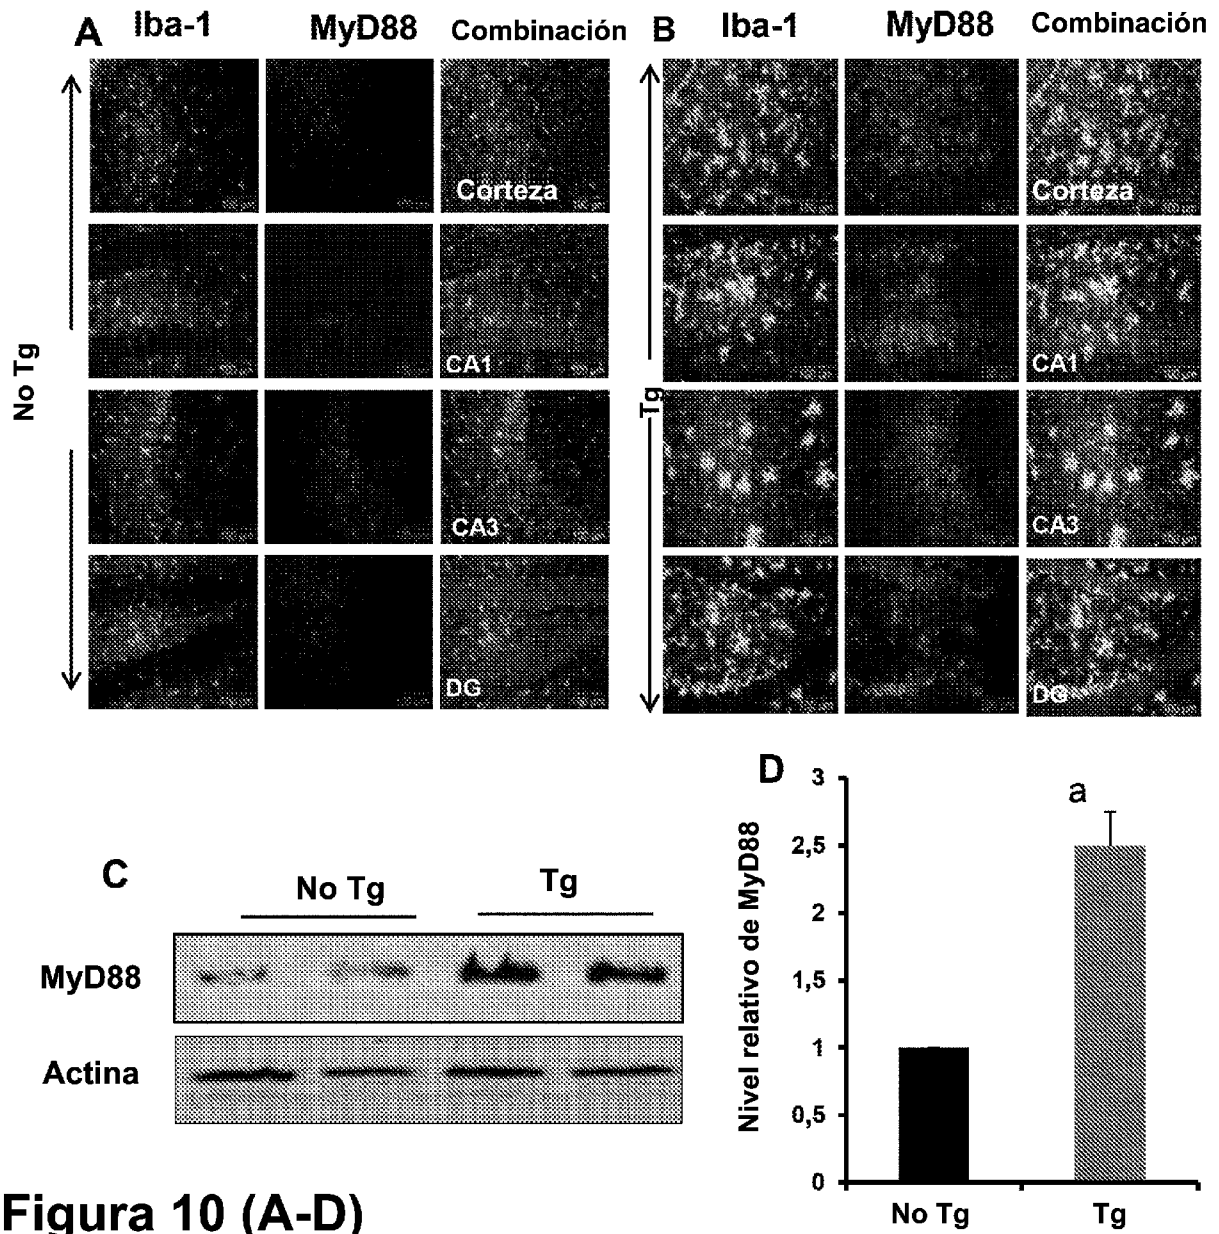 A Iba-1 MyD88 Combinación
B Iba-1 MyD88 Combinación
No Tg
Corteza
CA1
CA3
DG
Tg
Corteza
CA1
CA3
DG
C
No Tg Tg
MyD88
Actina
D
Nivel relativo de MyD88
3
2,5
2
1,5
1
0,5
0
a
No Tg Tg
Figura 10 (A-D)